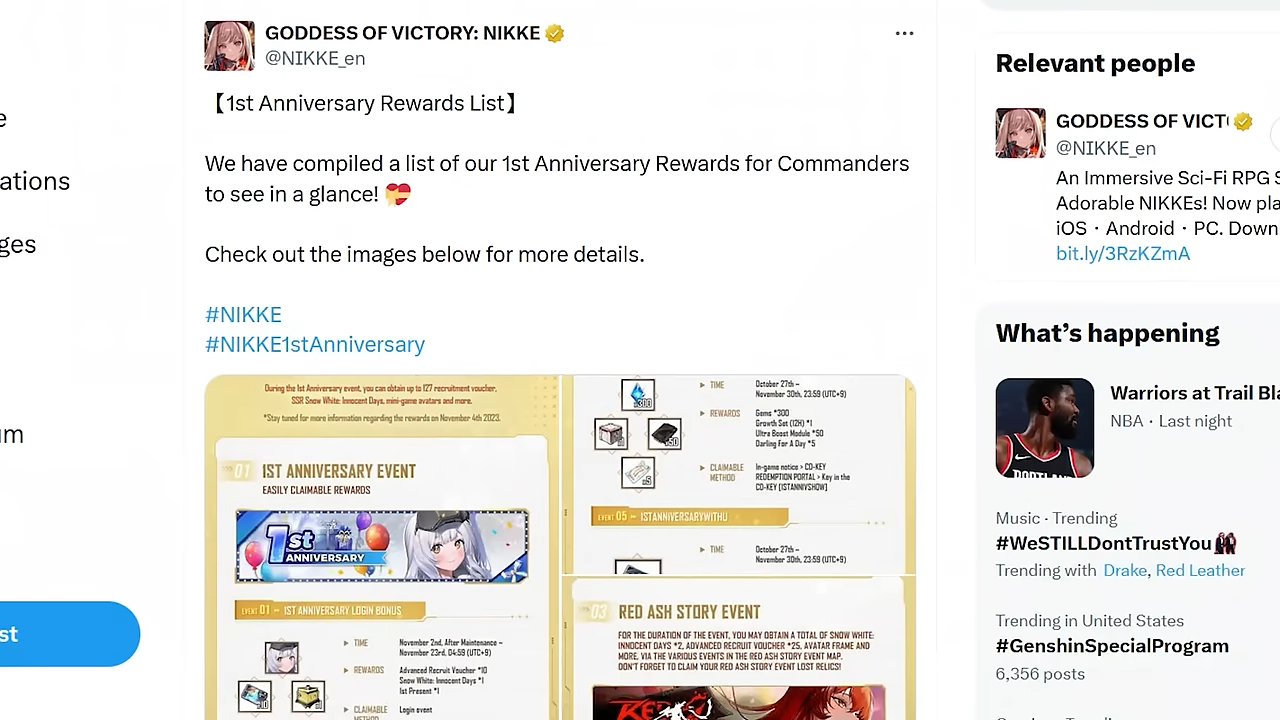 e
ations
ges
um
st
GODDESS OF VICTORY: NIKKE
@NIKKE_en
【1st Anniversary Rewards List】
We have compiled a list of our 1st Anniversary Rewards for Commanders
to see in a glance!
Check out the images below for more details.
#NIKKE
#NIKKE1stAnniversary
During the 1st Anniversary event, you can obtain up to 127 recruitment voucher,
SSR Snow White: Innocent Days, mini-game avatars and more.
*Stay tuned for more information regarding the rewards on November 4th 2023.
01 1ST ANNIVERSARY EVENT
EASILY CLAIMABLE REWARDS
1st
ANNIVERSARY
EVENT 01 – 1ST ANNIVERSARY LOGIN BONUS
TIME November 2nd, After Maintenance ~
November 23rd, 04:59 (UTC+9)
REWARDS Advanced Recruit Voucher *10
Snow White: Innocent Days *1
1st Present *1
CLAIMABLE Login event
METHOD
TIME October 27th ~
November 30th, 23:59 (UTC+9)
REWARDS Gems *300
Growth Set (12H) *1
Ultra Boost Module *50
Darling For A Day *5
CLAIMABLE In-game notice > CD-KEY
METHOD REDEMPTION PORTAL > Key in the
CD-KEY [1STANNIVSHOW]
EVENT 05 – 1STANNIVERSARYWITHU
TIME October 27th ~
November 30th, 23:59 (UTC+9)
03 RED ASH STORY EVENT
FOR THE DURATION OF THE EVENT, YOU MAY OBTAIN A TOTAL OF SNOW WHITE:
INNOCENT DAYS *2, ADVANCED RECRUIT VOUCHER *25, AVATAR FRAME AND
MORE, VIA THE VARIOUS EVENTS IN THE RED ASH STORY EVENT MAP.
DON'T FORGET TO CLAIM YOUR RED ASH STORY EVENT LOST RELICS!
Relevant people
GODDESS OF VICT
@NIKKE_en
An Immersive Sci-Fi RPG S
Adorable NIKKEs! Now pla
iOS · Android · PC. Down
bit.ly/3RzKZmA
What's happening
Warriors at Trail Bla
NBA · Last night
Music · Trending
#WeSTILLDontTrustYou
Trending with Drake, Red Leather
Trending in United States
#GenshinSpecialProgram
6,356 posts